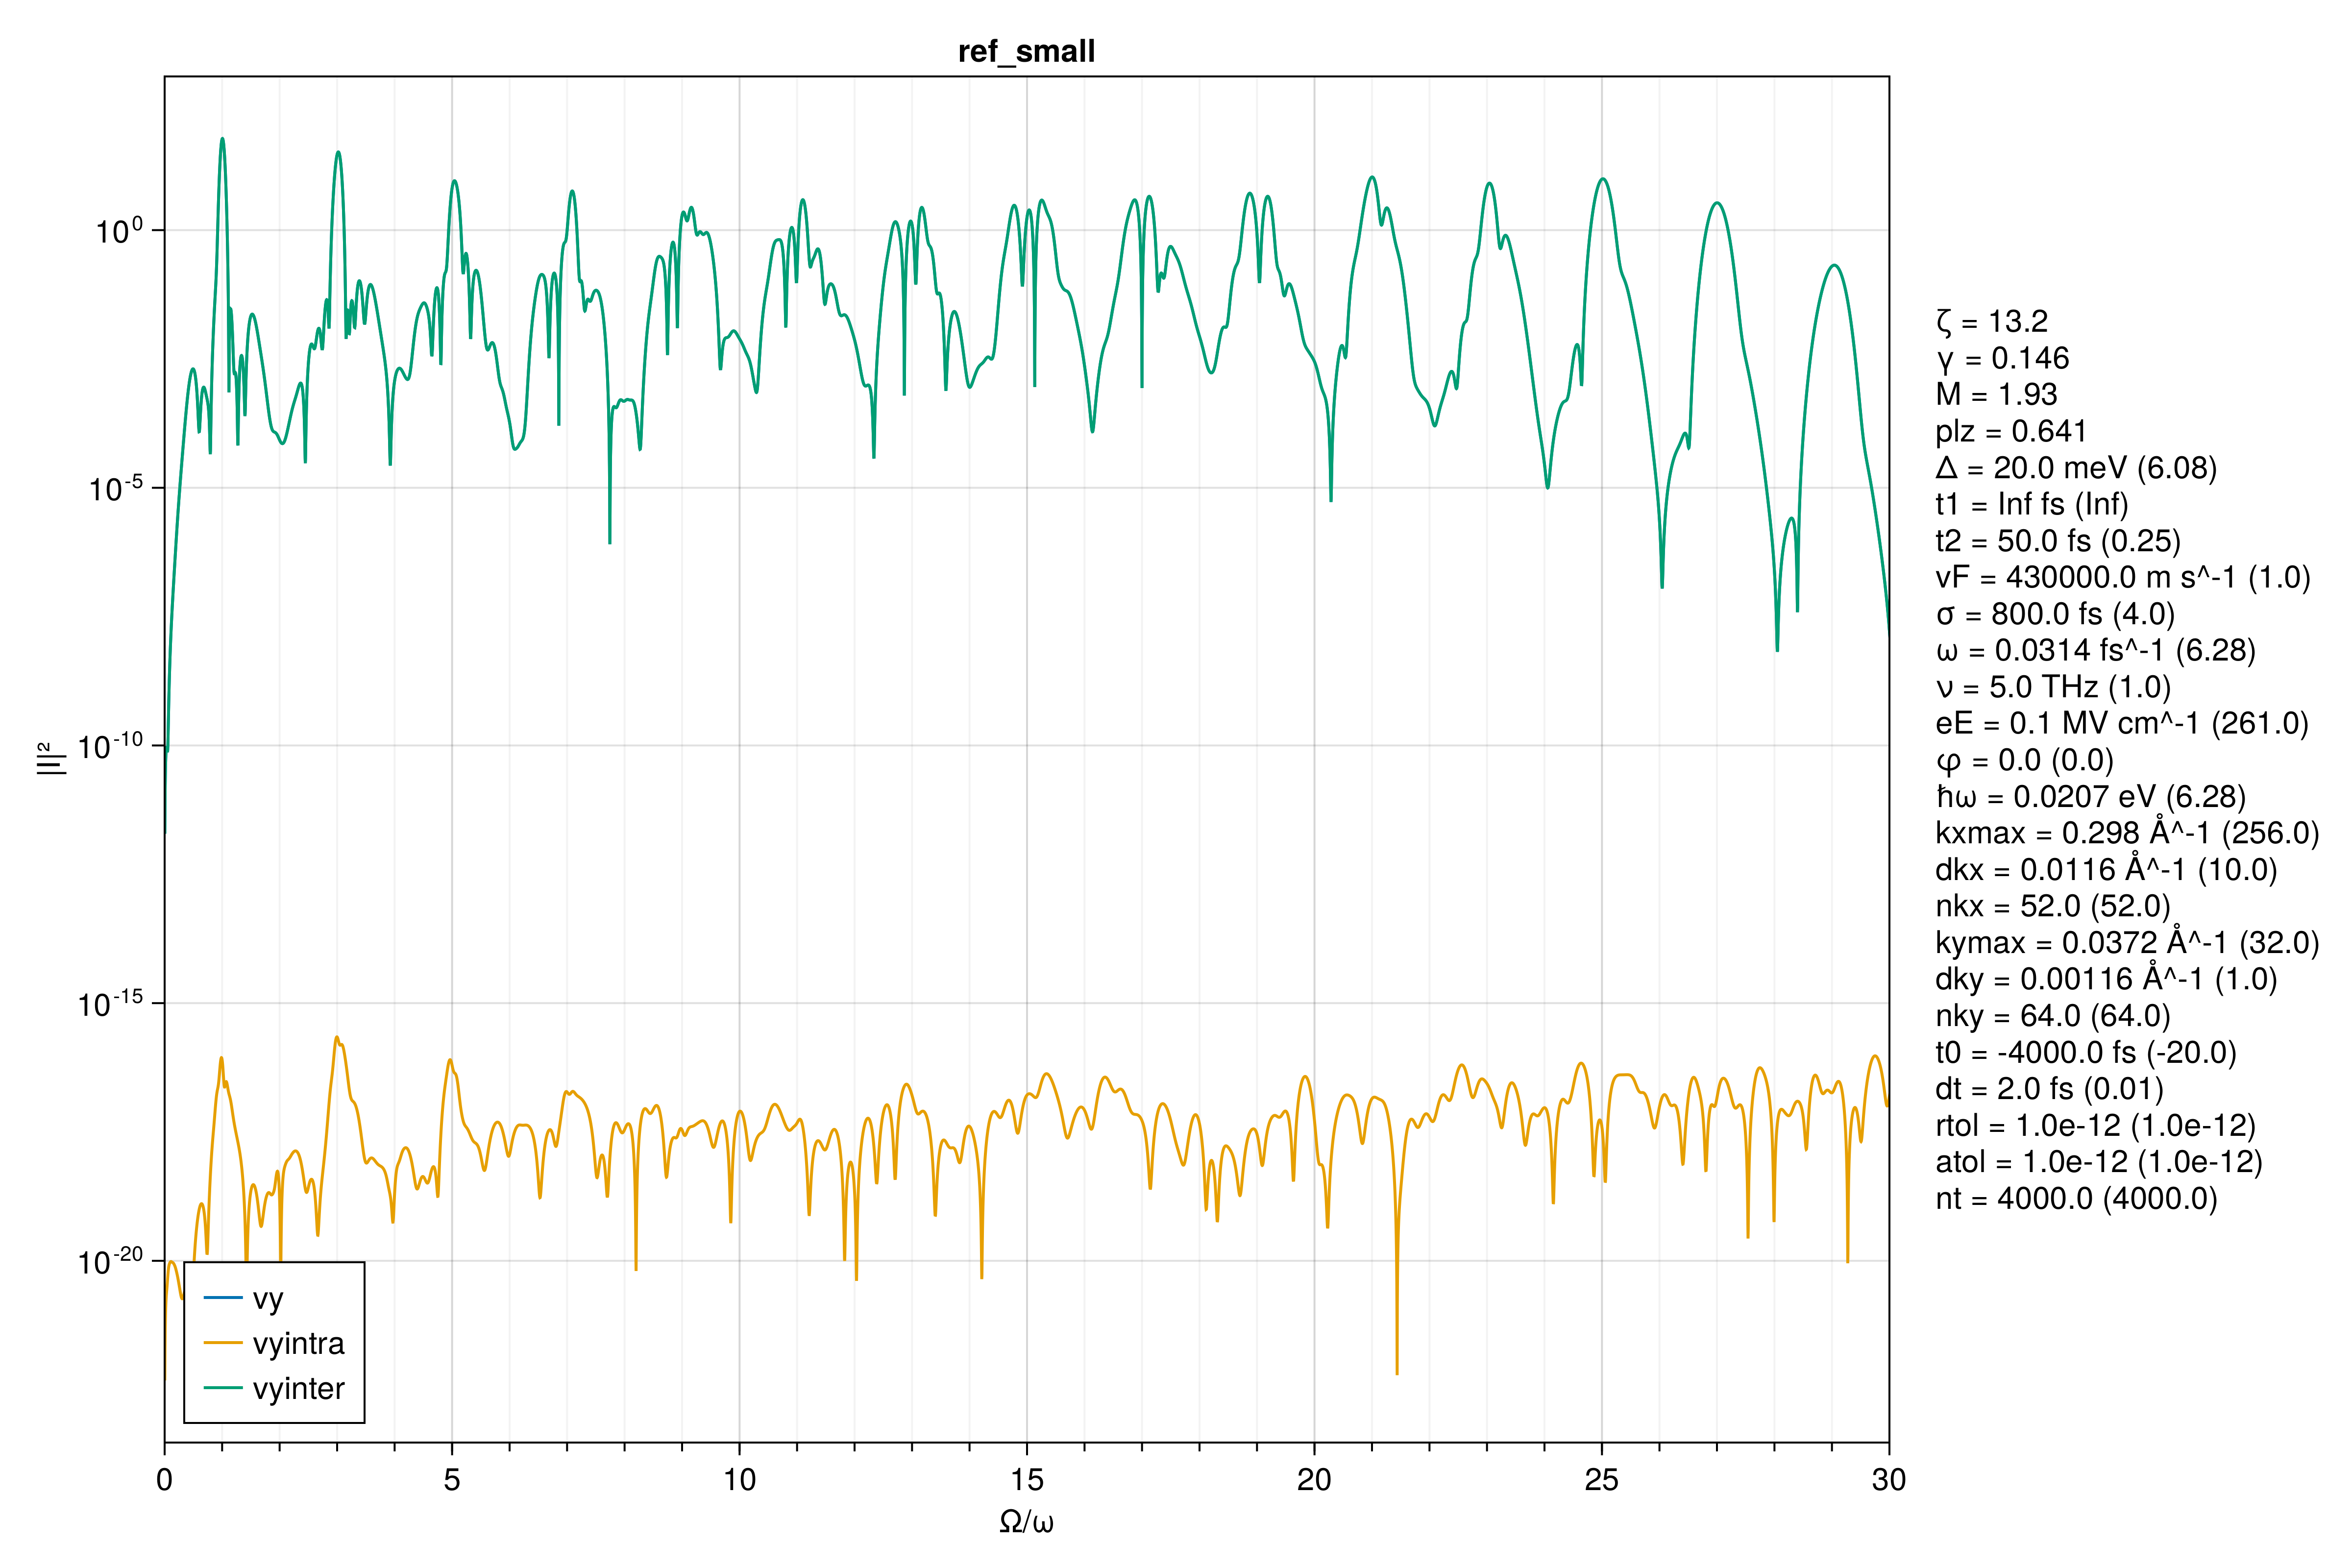 ref_small
10^0
10^-5
10^-10
10^-15
10^-20
||I||²
0
5
10
15
20
25
30
Ω/ω
vy
vyintra
vyinter
ζ = 13.2
γ = 0.146
M = 1.93
plz = 0.641
Δ = 20.0 meV (6.08)
t1 = Inf fs (Inf)
t2 = 50.0 fs (0.25)
vF = 430000.0 m s^-1 (1.0)
σ = 800.0 fs (4.0)
ω = 0.0314 fs^-1 (6.28)
ν = 5.0 THz (1.0)
eE = 0.1 MV cm^-1 (261.0)
φ = 0.0 (0.0)
ħω = 0.0207 eV (6.28)
kxmax = 0.298 Å^-1 (256.0)
dkx = 0.0116 Å^-1 (10.0)
nkx = 52.0 (52.0)
kymax = 0.0372 Å^-1 (32.0)
dky = 0.00116 Å^-1 (1.0)
nky = 64.0 (64.0)
t0 = -4000.0 fs (-20.0)
dt = 2.0 fs (0.01)
rtol = 1.0e-12 (1.0e-12)
atol = 1.0e-12 (1.0e-12)
nt = 4000.0 (4000.0)